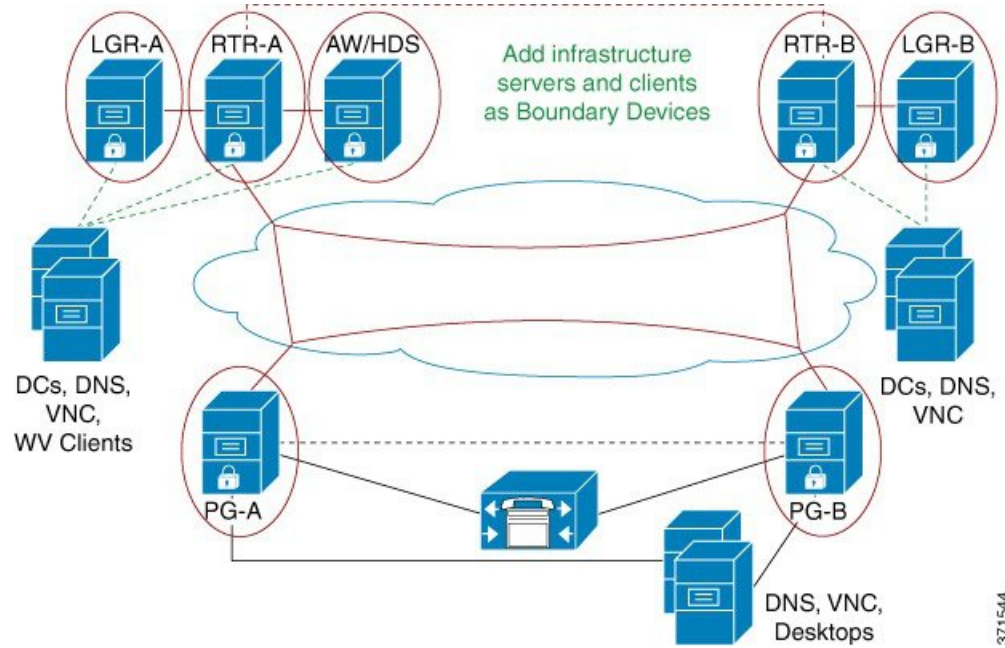 LGR-A
RTR-A
AW/HDS
Add infrastructure
servers and clients
as Boundary Devices
RTR-B
LGR-B
DCs, DNS,
VNC,
WV Clients
DCs, DNS,
VNC
PG-A
PG-B
DNS, VNC,
Desktops
371544